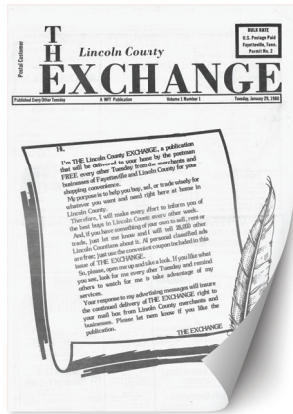 Postal Customer
THE
Lincoln County
EXCHANGE
BULK RATE
U.S. Postage Paid
Fayetteville, Tenn.
Permit No. 2
Published Every Other Tuesday
A WFT Publication
Volume 1 Number 1
Tuesday, January 29, 1980
Hi,
I'm THE Lincoln County EXCHANGE, a publication
that will be delivered to your home by the postman
FREE every other Tuesday from the merchants and
businesses of Fayetteville and Lincoln County for your
shopping convenience.
My purpose is to help you buy, sell, or trade wisely for
whatever you want and need right here at home in
Lincoln County.
Therefore, I will make every effort to inform you of
the best buys in Lincoln County every other week.
And, if you have something of your own to sell, rent or
trade, just let me know and I will tell 28,000 other
Lincoln Countians about it. All personal classified ads
are free; just use the convenient coupon included in this
issue of THE EXCHANGE.
So, please, open me up and take a look. If you like what
you see, look for me every other Tuesday and remind
others to watch for me to take advantage of my
services.
Your response to my advertising messages will insure
the continued delivery of THE EXCHANGE right to
your mail box from Lincoln County merchants and
businesses. Please let them know if you like the
publication.
THE EXCHANGE